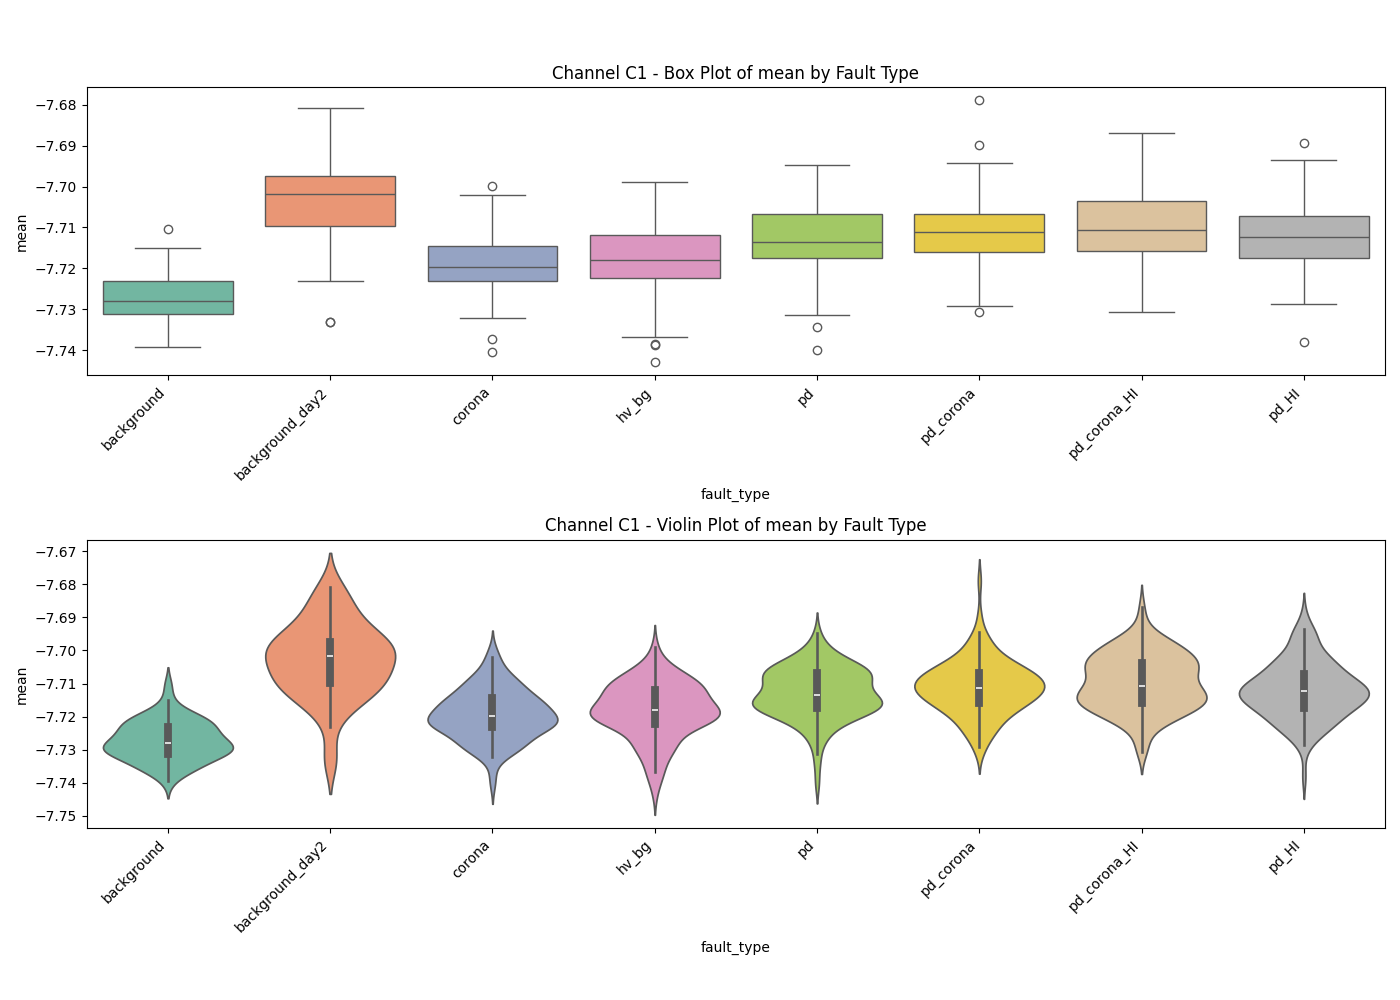 Channel C1 - Box Plot of mean by Fault Type
−7.68
−7.69
−7.70
−7.71
−7.72
−7.73
−7.74
mean
background
background_day2
corona
hv_bg
pd
pd_corona
pd_corona_HI
pd_HI
fault_type
Channel C1 - Violin Plot of mean by Fault Type
−7.67
−7.68
−7.69
−7.70
−7.71
−7.72
−7.73
−7.74
−7.75
mean
background
background_day2
corona
hv_bg
pd
pd_corona
pd_corona_HI
pd_HI
fault_type